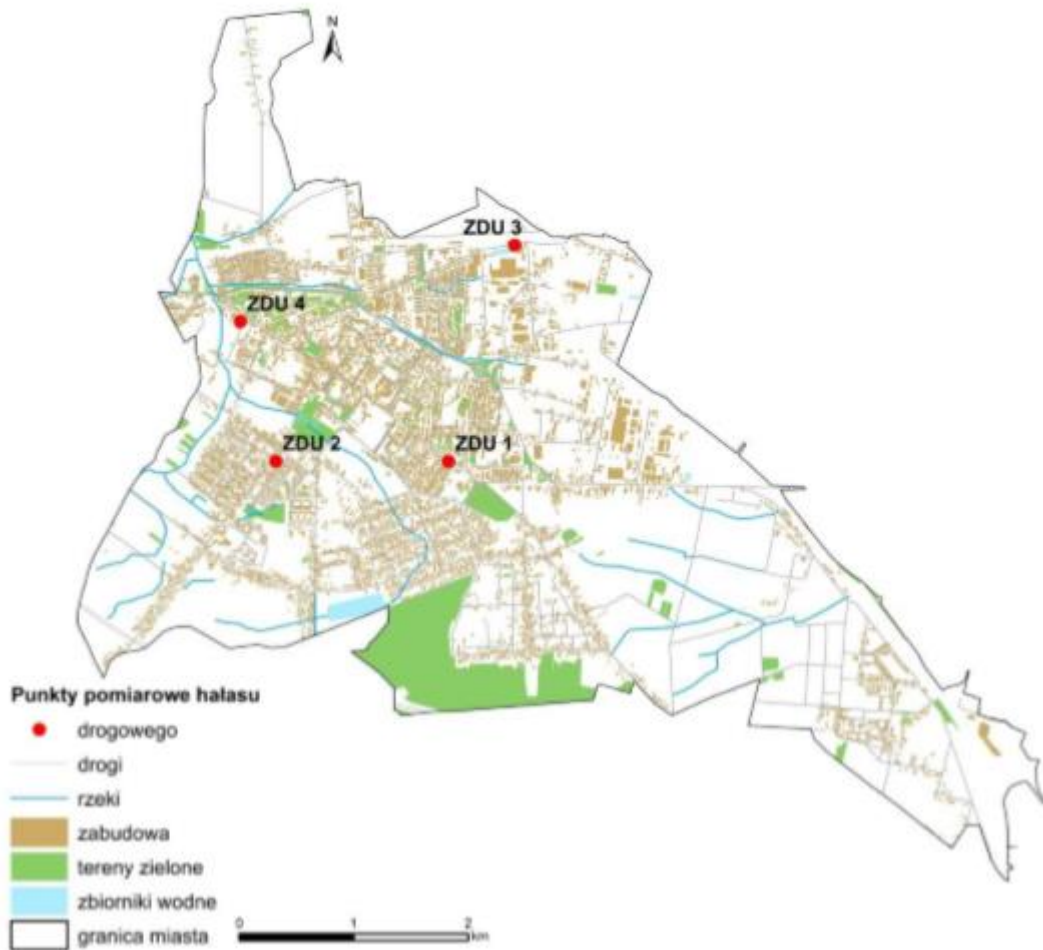 N
ZDU 3
ZDU 4
ZDU 2
ZDU 1
Punkty pomiarowe hałasu
drogowego
drogi
rzeki
zabudowa
tereny zielone
zbiorniki wodne
granica miasta
0 1 2
km